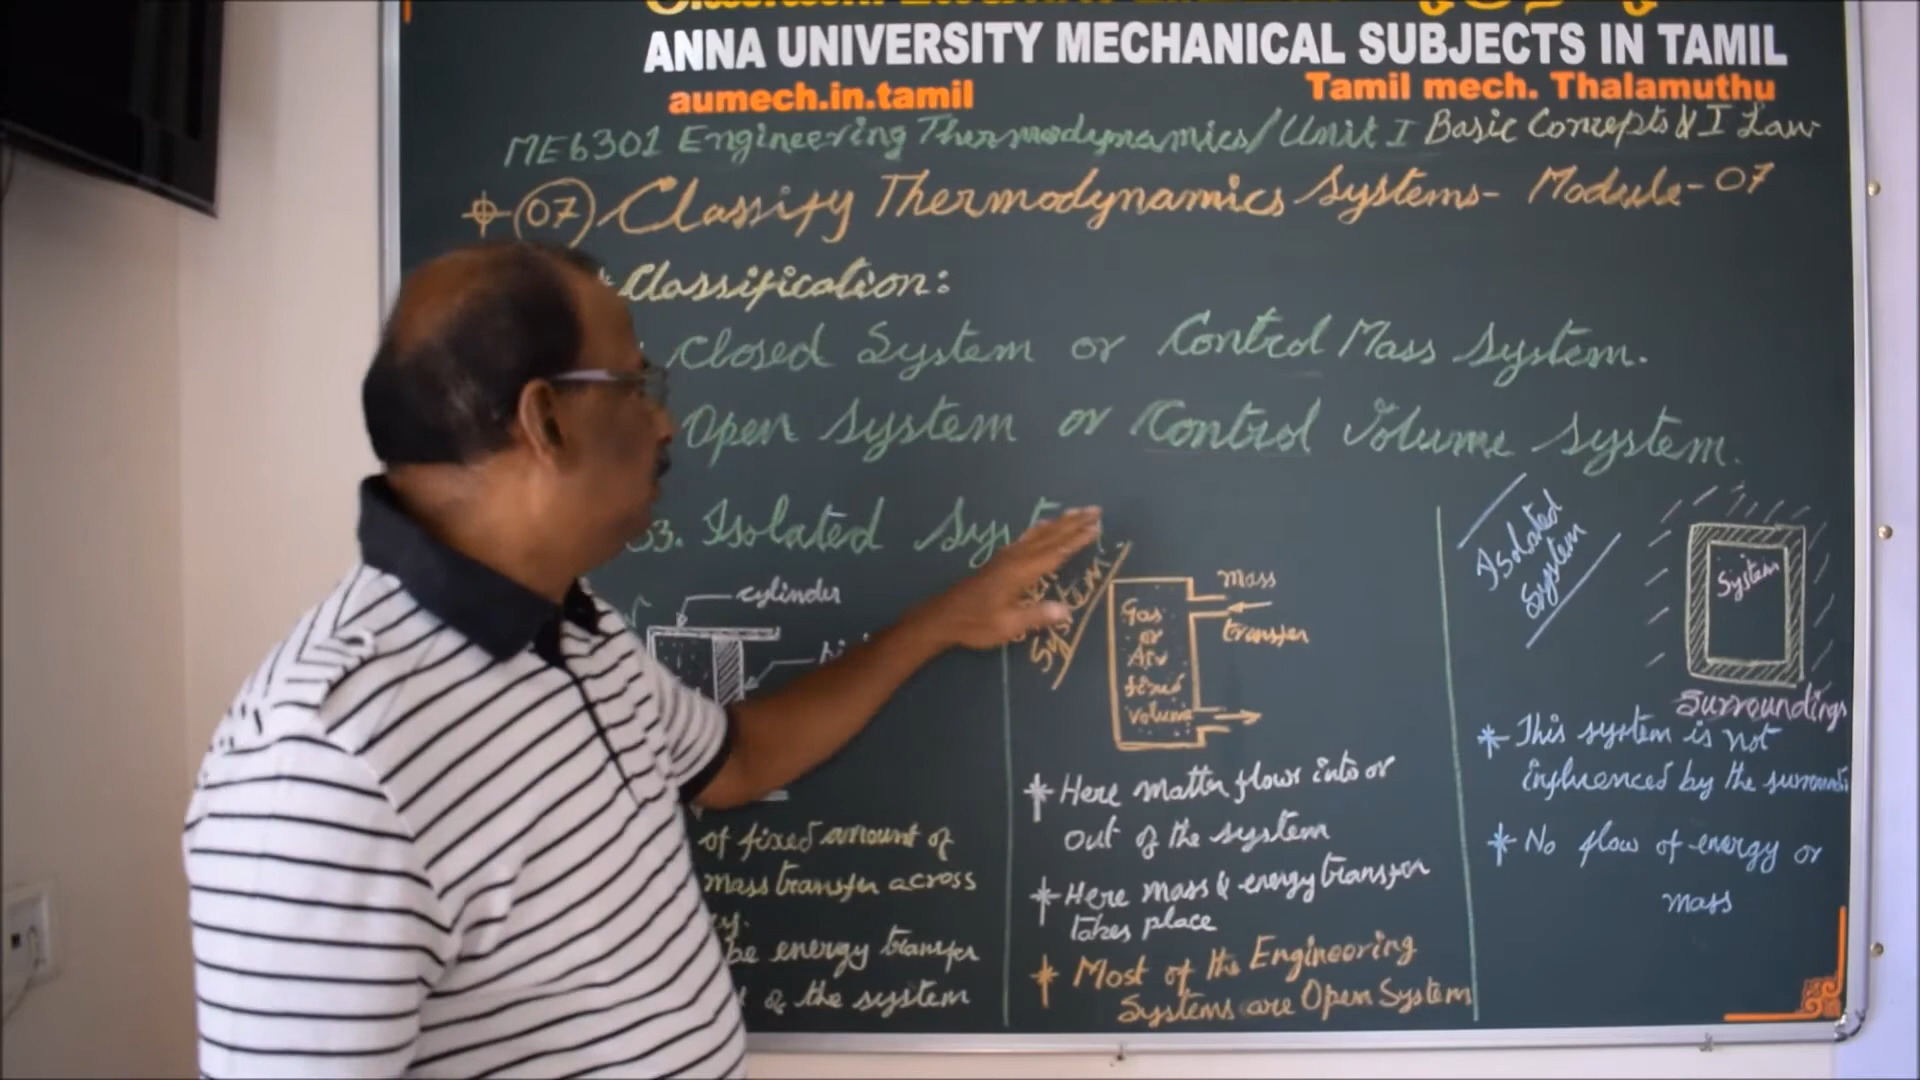 ANNA UNIVERSITY MECHANICAL SUBJECTS IN TAMIL
aumech.in.tamil
Tamil mech. Thalamuthu
ME6301 Engineering Thermodynamics/Unit I Basic Concepts & I Law
07 Classify Thermodynamics Systems- Module-07
*Classification:
Closed System or Control Mass System.
Open System or Control Volume System.
3. Isolated
cylinder
of fixed amount of
mass transfer across
be energy transfer
& the system
System
mass
transfer
Gas
or
Air
fixed
volume
* Here matter flows into or
out of the system
* Here mass & energy transfer
takes place
* Most of the Engineering
Systems are Open System
Isolated
System
System
Surroundings
* This system is not
influenced by the
* No flow of energy or
mass